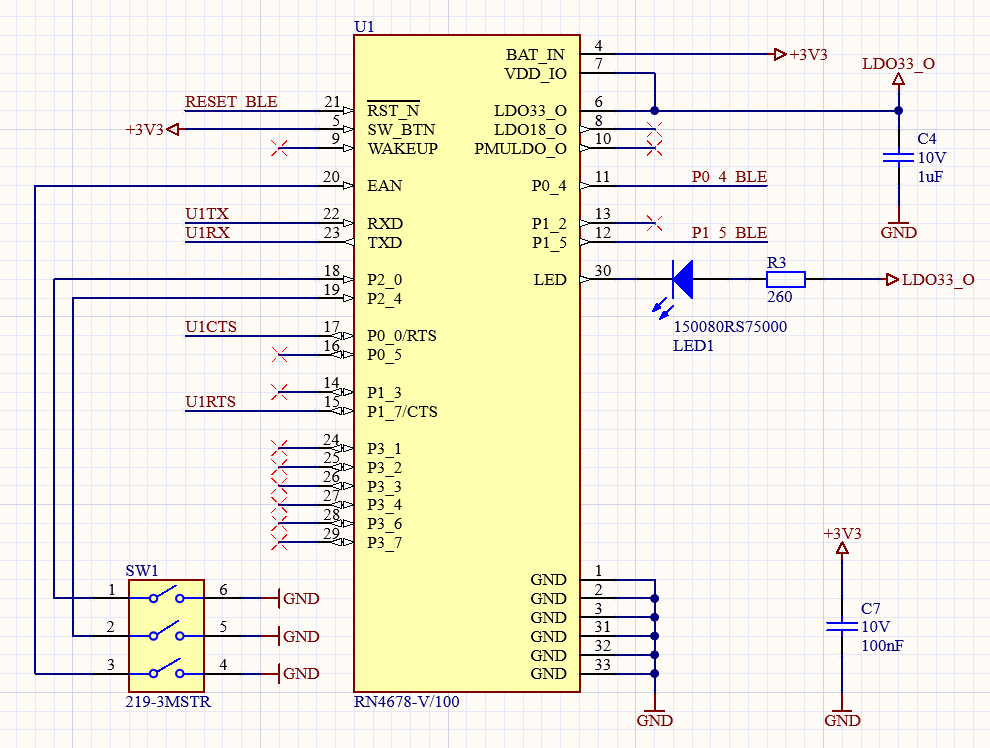 U1
BAT_IN 4 +3V3
VDD_IO 7
LDO33_O
RESET_BLE 21 RST_N LDO33_O 6
+3V3 5 SW_BTN LDO18_O 8
9 WAKEUP PMULDO_O 10
C4
10V
1uF
GND
20 EAN P0_4 11 P0_4_BLE
U1TX 22 RXD P1_2 13
U1RX 23 TXD P1_5 12 P1_5_BLE
18 P2_0 LED 30 R3 LDO33_O
19 P2_4 260
150080RS75000
LED1
U1CTS 17 P0_0/RTS
16 P0_5
14 P1_3
U1RTS 15 P1_7/CTS
24 P3_1
25 P3_2
26 P3_3
27 P3_4
28 P3_6
29 P3_7
+3V3
C7
10V
100nF
GND
SW1
1 6 GND
2 5 GND
3 4 GND
219-3MSTR
GND 1
GND 2
GND 3
GND 31
GND 32
GND 33
GND
RN4678-V/100